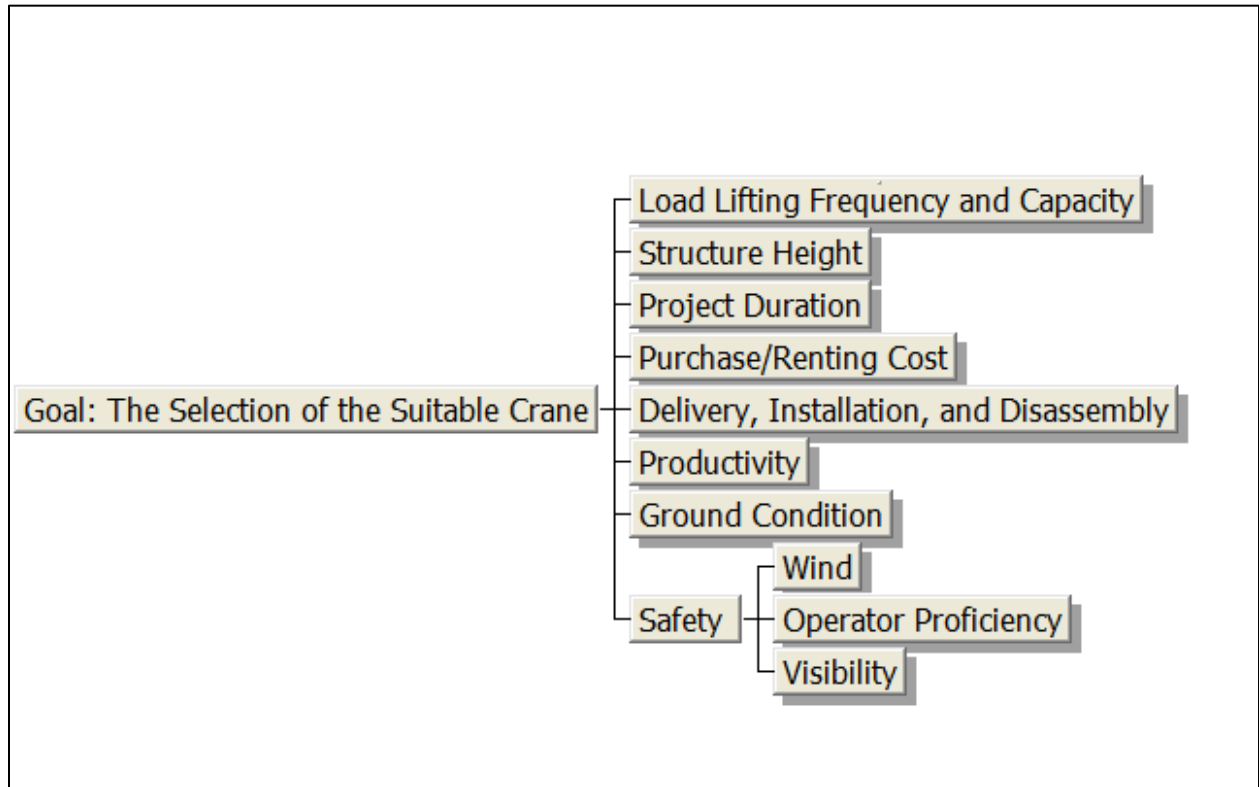 Load Lifting Frequency and Capacity
Structure Height
Project Duration
Purchase/Renting Cost
Goal: The Selection of the Suitable Crane
Delivery, Installation, and Disassembly
Productivity
Ground Condition
Wind
Safety
Operator Proficiency
Visibility